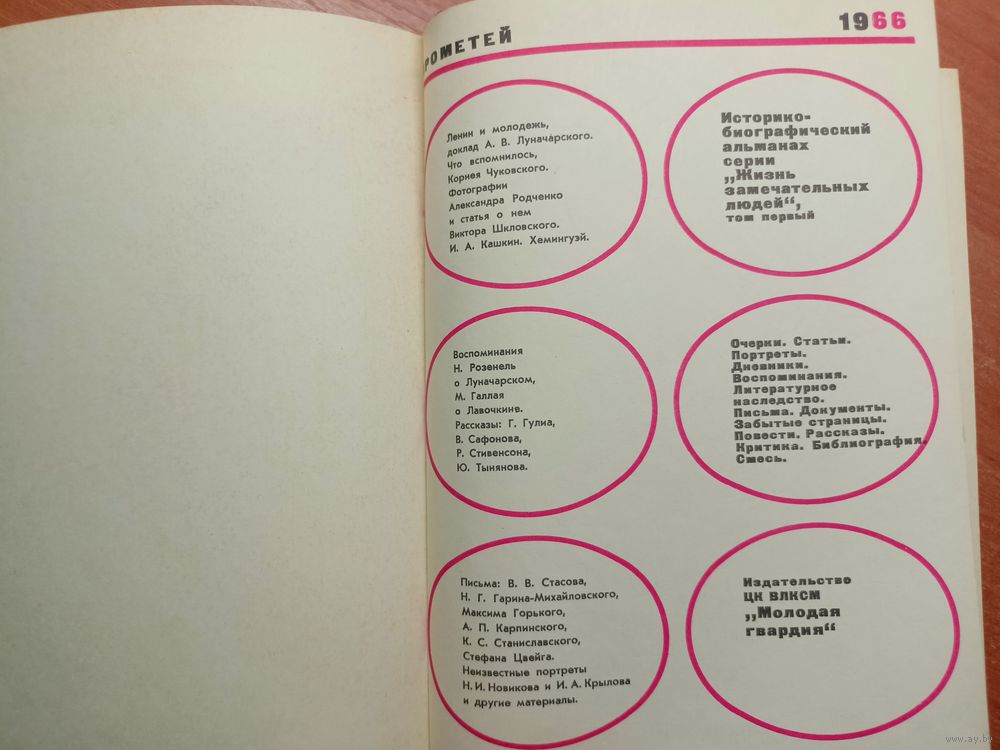 РОМЕТЕЙ
1966
Ленин и молодежь,
доклад А. В. Луначарского.
Что вспомнилось,
Корнея Чуковского.
Фотографии
Александра Родченко
и статья о нем
Виктора Шкловского.
И. А. Кашкин. Хемингуэй.
Историко-
биографический
альманах
серии
„Жизнь
замечательных
людей“,
том первый
Воспоминания
Н. Розенель
о Луначарском,
М. Галлая
о Лавочкине.
Рассказы: Г. Гулиа,
В. Сафонова,
Р. Стивенсона,
Ю. Тынянова.
Очерки. Статьи.
Портреты.
Дневники.
Воспоминания.
Литературное
наследство.
Письма. Документы.
Забытые страницы.
Повести. Рассказы.
Критика. Библиография.
Смесь.
Письма: В. В. Стасова,
Н. Г. Гарина-Михайловского,
Максима Горького,
А. П. Карпинского,
К. С. Станиславского,
Стефана Цвейга.
Неизвестные портреты
Н. И. Новикова и И. А. Крылова
и другие материалы.
Издательство
ЦК ВЛКСМ
„Молодая
гвардия“
www.ay.by